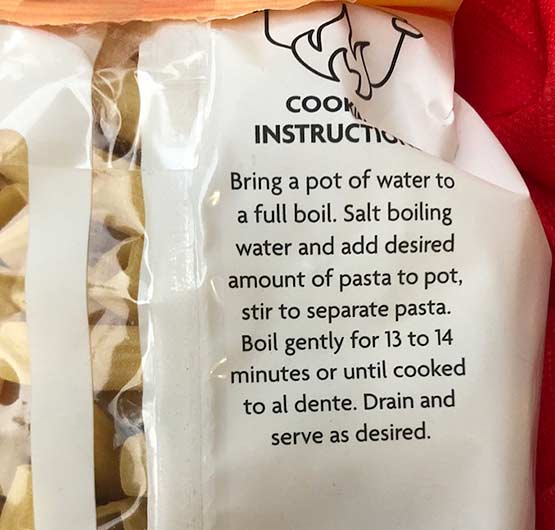 COOKIN
INSTRUCTIO
Bring a pot of water to
a full boil. Salt boiling
water and add desired
amount of pasta to pot,
stir to separate pasta.
Boil gently for 13 to 14
minutes or until cooked
to al dente. Drain and
serve as desired.